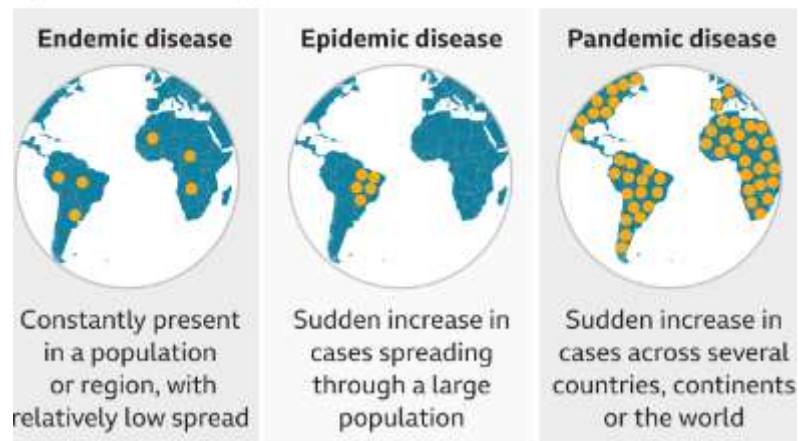 Endemic disease
Constantly present
in a population
or region, with
relatively low spread
Epidemic disease
Sudden increase in
cases spreading
through a large
population
Pandemic disease
Sudden increase in
cases across several
countries, continents
or the world